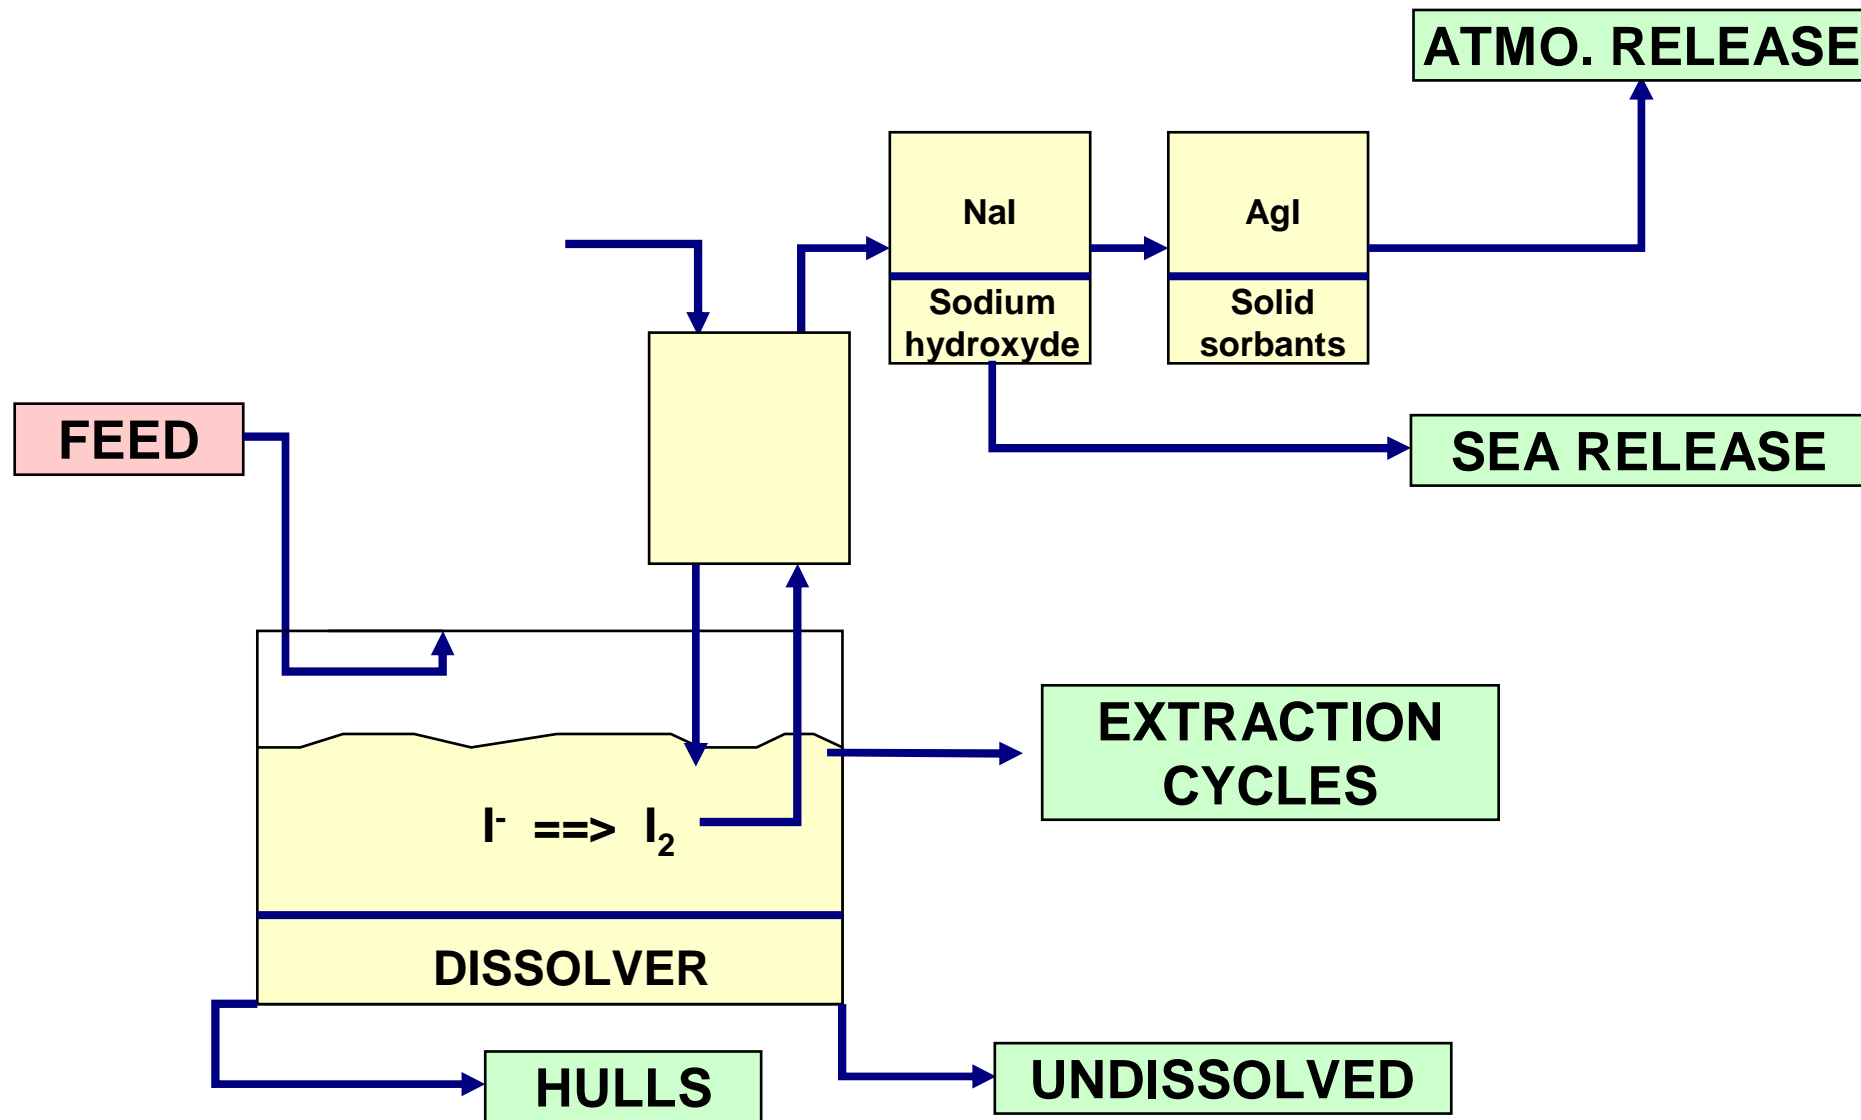 ATMO. RELEASE
NaI
AgI
Sodium
hydroxyde
Solid
sorbants
FEED
SEA RELEASE
EXTRACTION
CYCLES
I⁻ ==> I₂
DISSOLVER
HULLS
UNDISSOLVED